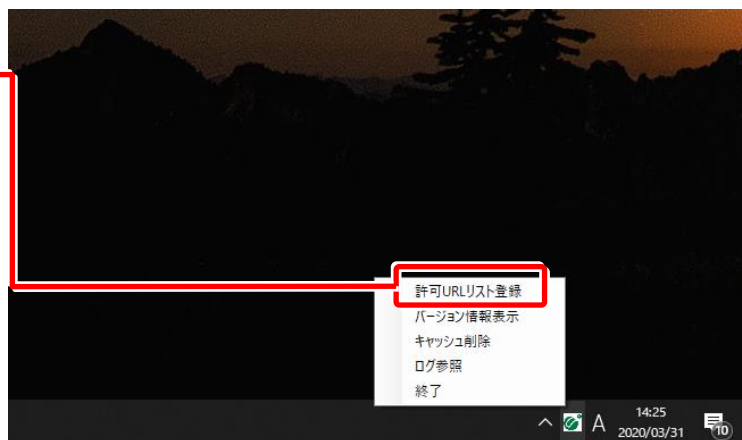 許可URLリスト登録
バージョン情報表示
キャッシュ削除
ログ参照
終了
A
14:25
2020/03/31
10